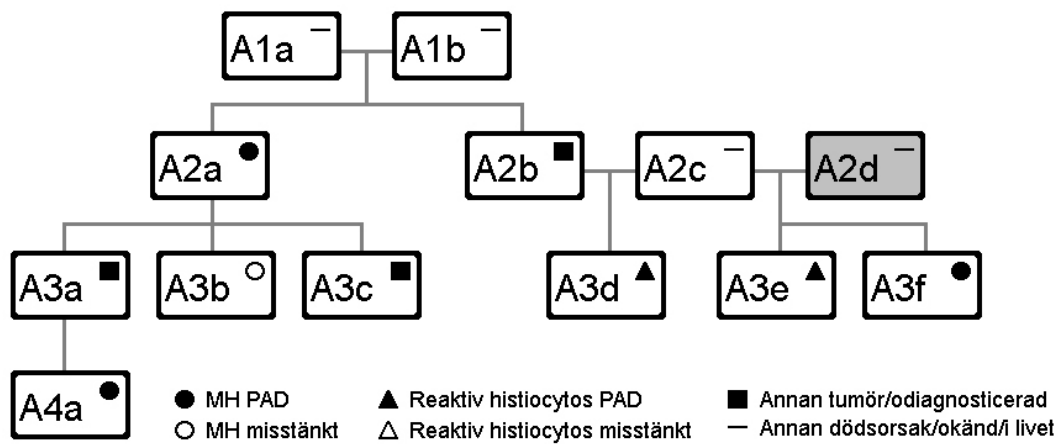 A1a A1b
A2a A2b A2c A2d
A3a A3b A3c A3d A3e A3f
A4a
MH PAD
MH misstänkt
Reaktiv histiocytos PAD
Reaktiv histiocytos misstänkt
Annan tumör/odiagnosticerad
Annan dödsorsak/okänd/i livet